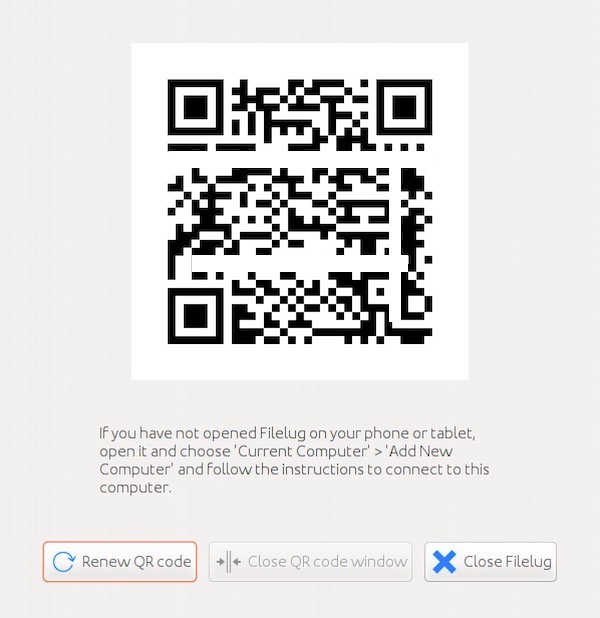 If you have not opened Filelug on your phone or tablet,
open it and choose 'Current Computer' > 'Add New
Computer' and follow the instructions to connect to this
computer.
Renew QR code
Close QR code window
Close Filelug